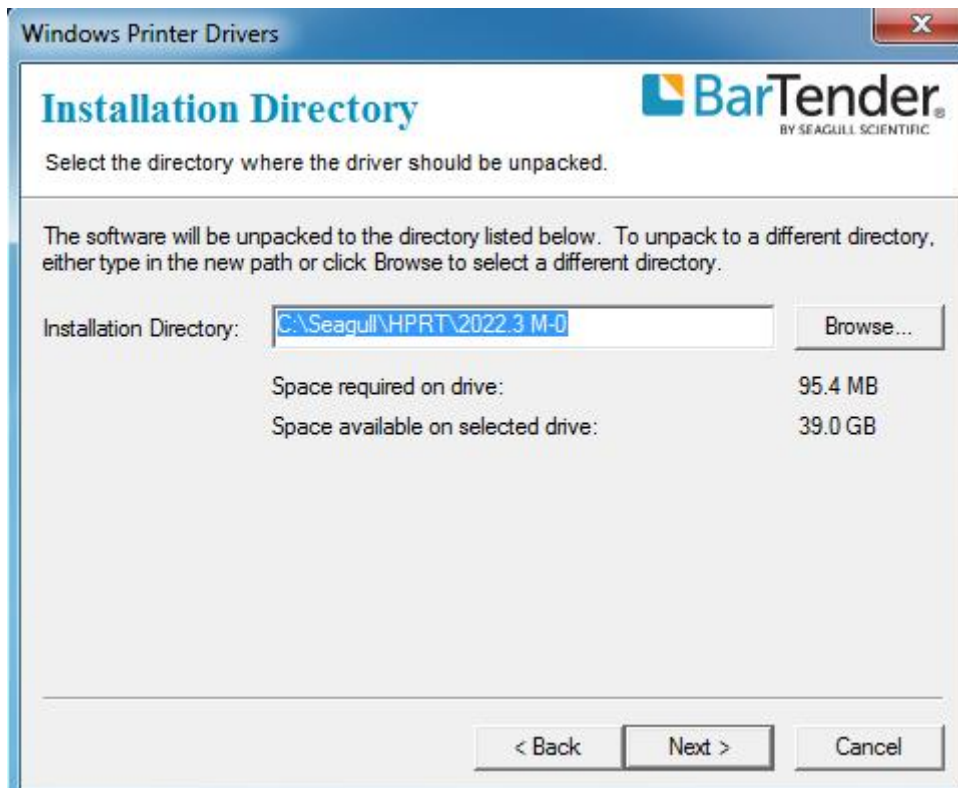 Windows Printer Drivers
Installation Directory
BarTender®
BY SEAGULL SCIENTIFIC
Select the directory where the driver should be unpacked.
The software will be unpacked to the directory listed below. To unpack to a different directory,
either type in the new path or click Browse to select a different directory.
Installation Directory: C:\Seagull\HPRT\2022.3 M-0 Browse...
Space required on drive: 95.4 MB
Space available on selected drive: 39.0 GB
< Back Next > Cancel